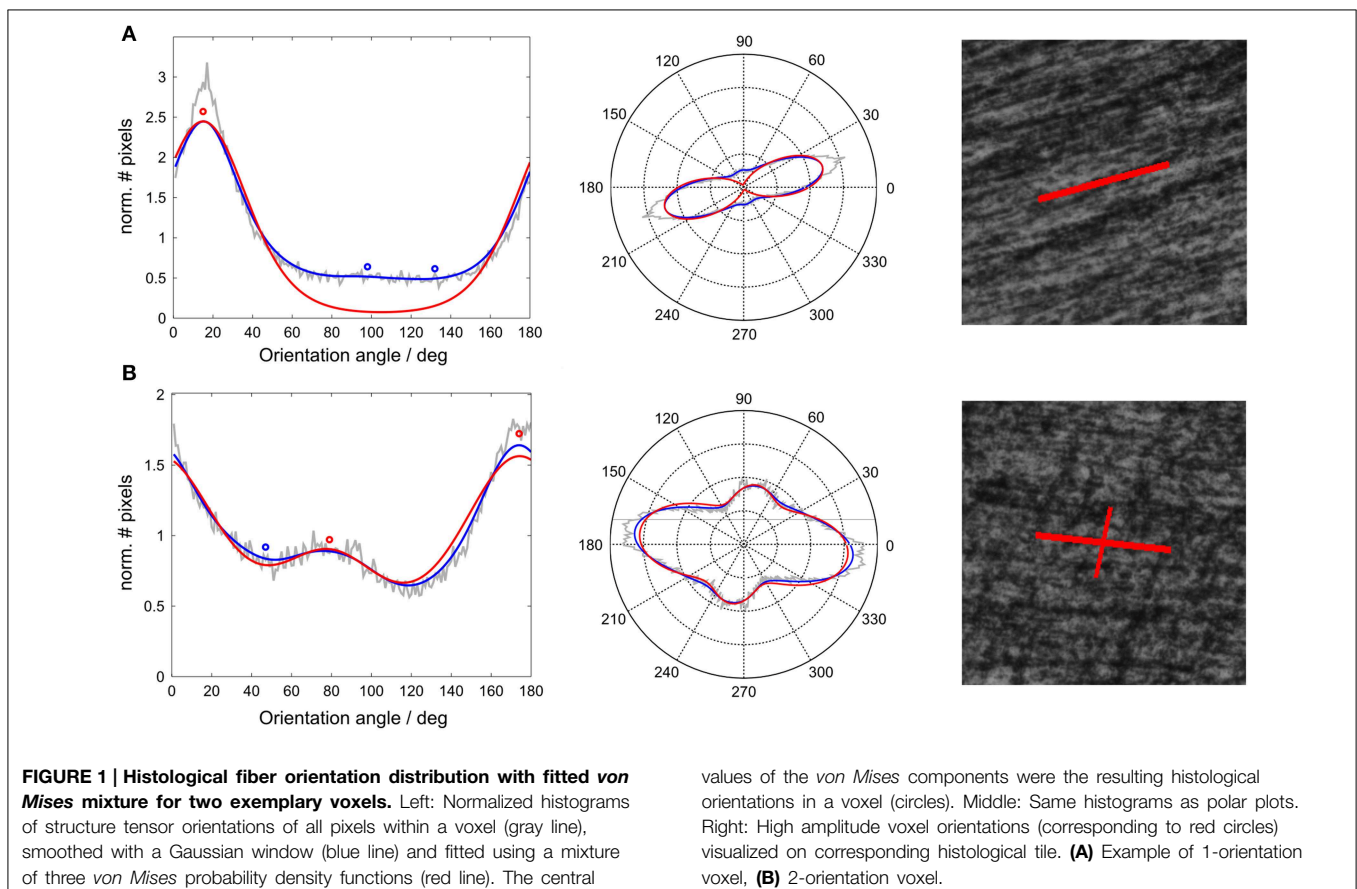 A
norm. # pixels
3
2.5
2
1.5
1
0.5
0
0 20 40 60 80 100 120 140 160 180
Orientation angle / deg
90
120 60
150 30
180 0
210 330
240 300
270
B
norm. # pixels
2
1.5
1
0.5
0
0 20 40 60 80 100 120 140 160 180
Orientation angle / deg
90
120 60
150 30
180 0
210 330
240 300
270
FIGURE 1 | Histological fiber orientation distribution with fitted von
Mises mixture for two exemplary voxels. Left: Normalized histograms
of structure tensor orientations of all pixels within a voxel (gray line),
smoothed with a Gaussian window (blue line) and fitted using a mixture
of three von Mises probability density functions (red line). The central
values of the von Mises components were the resulting histological
orientations in a voxel (circles). Middle: Same histograms as polar plots.
Right: High amplitude voxel orientations (corresponding to red circles)
visualized on corresponding histological tile. (A) Example of 1-orientation
voxel, (B) 2-orientation voxel.